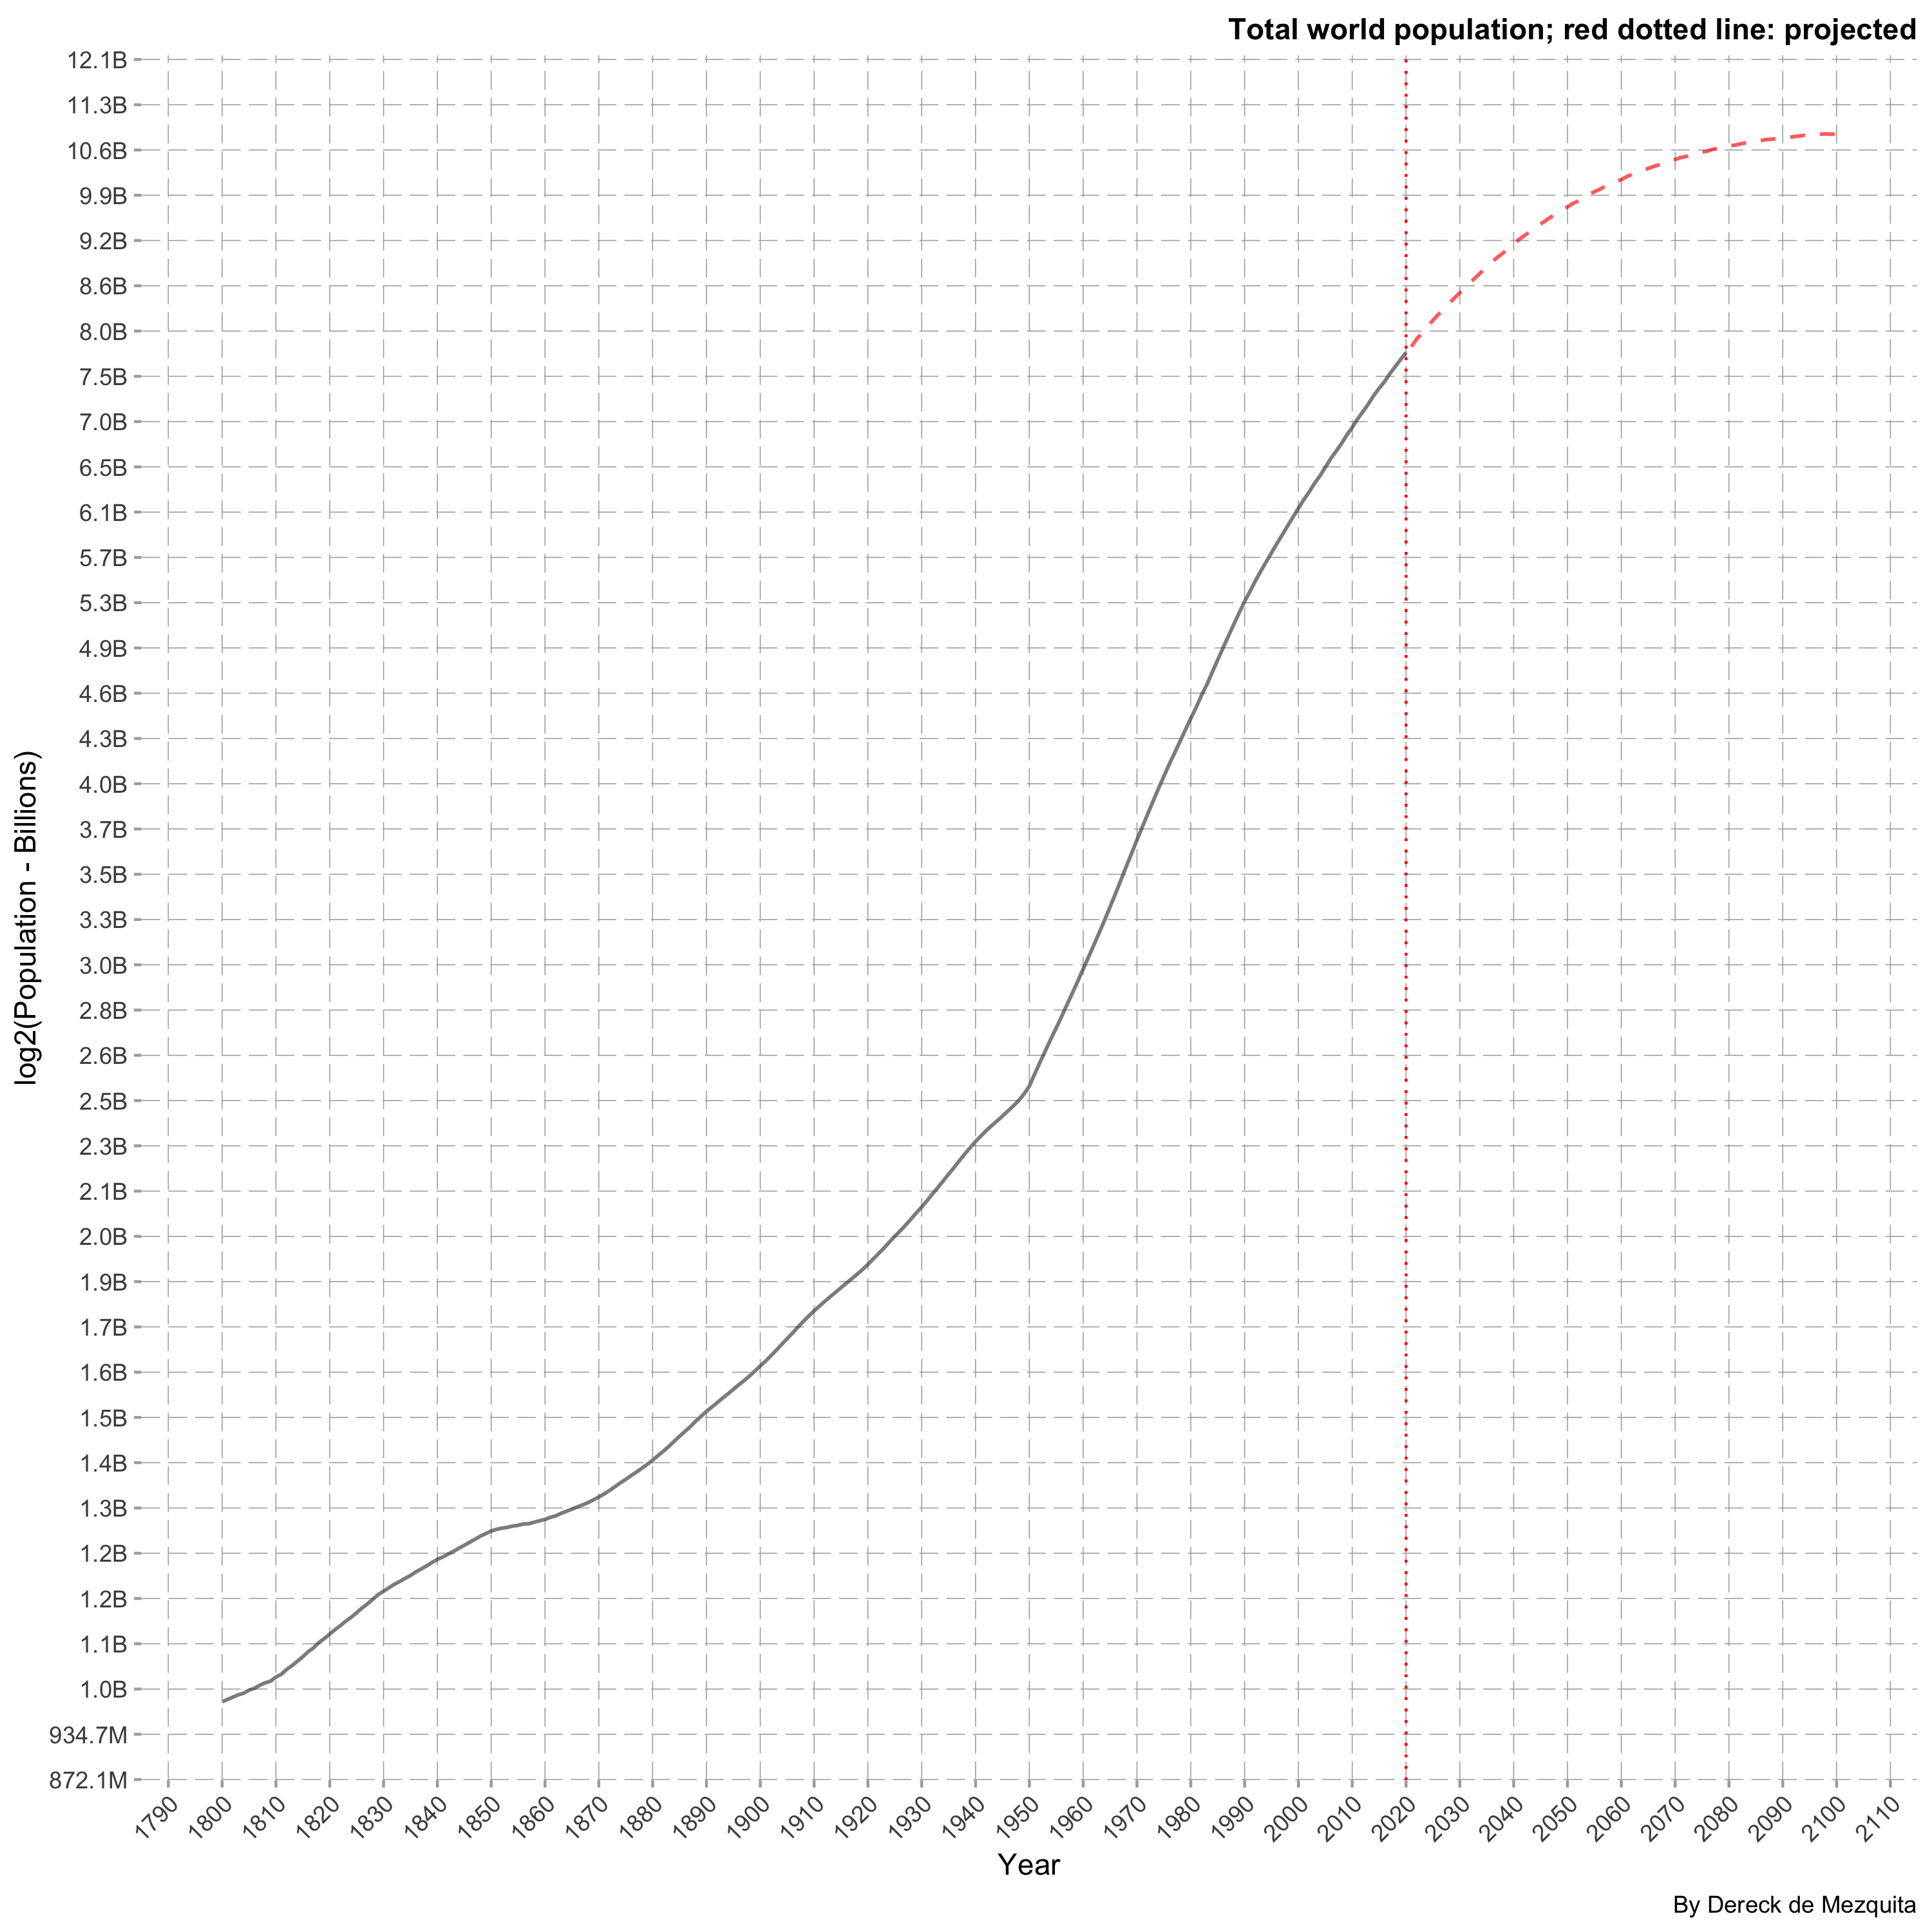 Total world population; red dotted line: projected
12.1B
11.3B
10.6B
9.9B
9.2B
8.6B
8.0B
7.5B
7.0B
6.5B
6.1B
5.7B
5.3B
4.9B
4.6B
4.3B
4.0B
3.7B
3.5B
3.3B
3.0B
2.8B
2.6B
2.5B
2.3B
2.1B
2.0B
1.9B
1.7B
1.6B
1.5B
1.4B
1.3B
1.2B
1.2B
1.1B
1.0B
934.7M
872.1M
log2(Population - Billions)
1790 1800 1810 1820 1830 1840 1850 1860 1870 1880 1890 1900 1910 1920 1930 1940 1950 1960 1970 1980 1990 2000 2010 2020 2030 2040 2050 2060 2070 2080 2090 2100 2110
Year
By Dereck de Mezquita